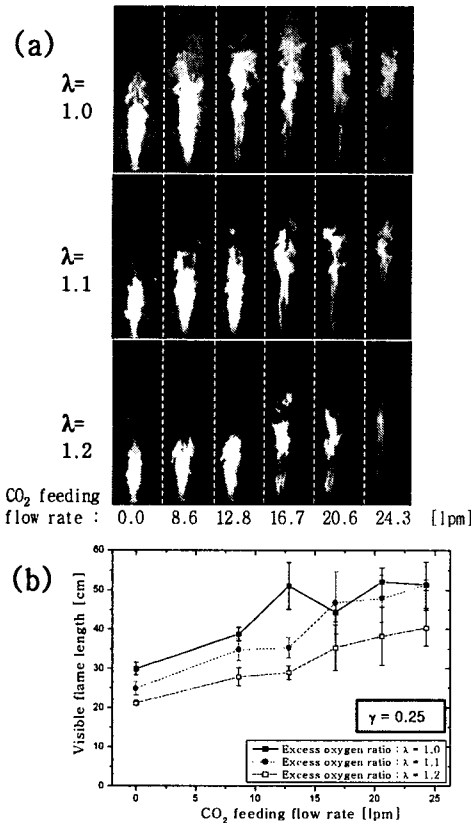 (a)
λ=
1.0
λ=
1.1
λ=
1.2
CO₂ feeding
flow rate : 0.0 8.6 12.8 16.7 20.6 24.3 [lpm]
(b)
Visible flame length [cm]
60
50
40
30
20
10
0
γ = 0.25
Excess oxygen ratio : λ = 1.0
Excess oxygen ratio : λ = 1.1
Excess oxygen ratio : λ = 1.2
0 5 10 15 20 25
CO₂ feeding flow rate [lpm]